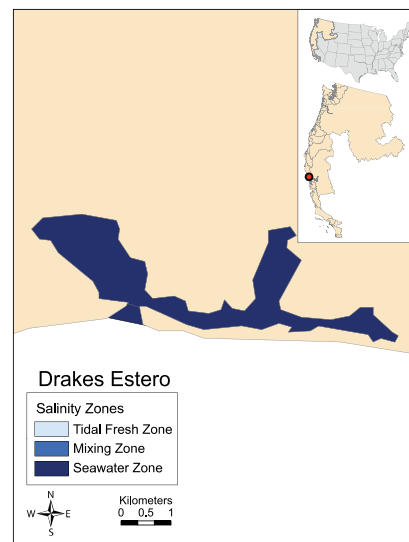 Drakes Estero
Salinity Zones
Tidal Fresh Zone
Mixing Zone
Seawater Zone
N
W E
S
Kilometers
0 0.5 1